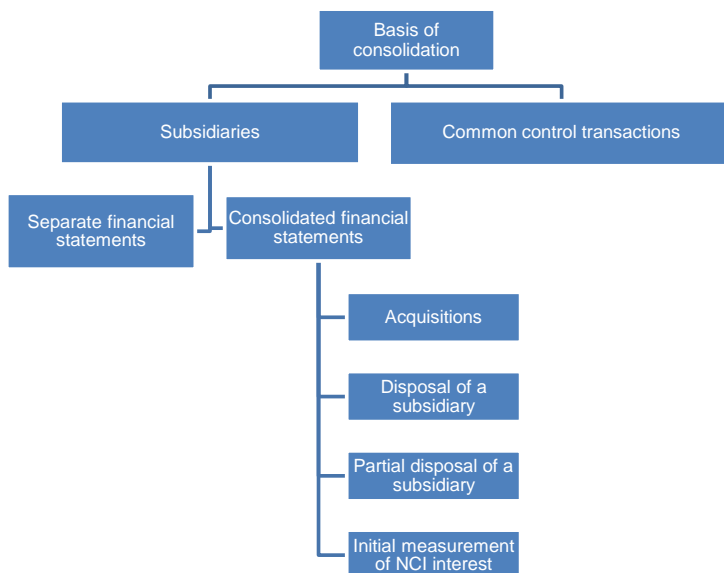 Basis of
consolidation
Subsidiaries
Common control transactions
Separate financial
statements
Consolidated financial
statements
Acquisitions
Disposal of a
subsidiary
Partial disposal of a
subsidiary
Initial measurement
of NCI interest